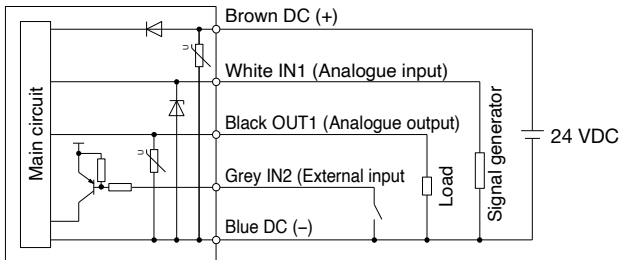 Brown DC (+)
White IN1 (Analogue input)
Black OUT1 (Analogue output)
Grey IN2 (External input
Blue DC (−)
Main circuit
U
U
Load
Signal generator
24 VDC